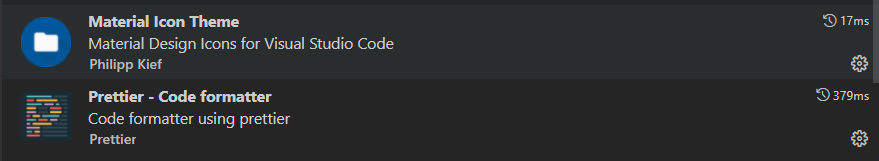 Material Icon Theme
17ms
Material Design Icons for Visual Studio Code
Philipp Kief
Prettier - Code formatter
379ms
Code formatter using prettier
Prettier